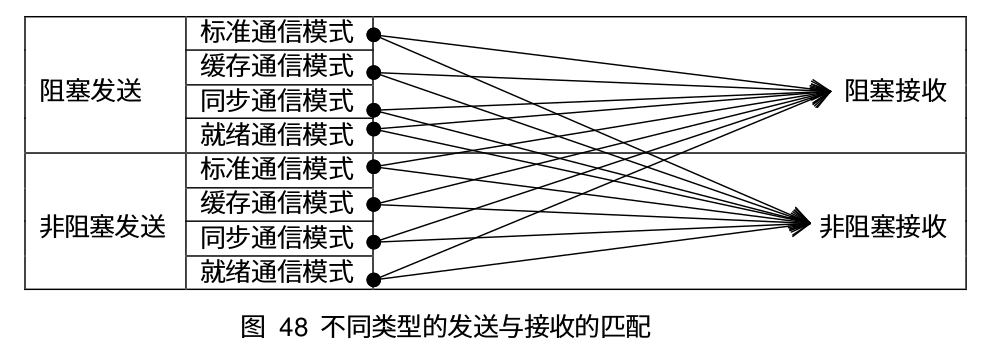 标准通信模式
缓存通信模式
阻塞发送
同步通信模式
就绪通信模式
阻塞接收
标准通信模式
缓存通信模式
非阻塞发送
同步通信模式
就绪通信模式
非阻塞接收
图 48 不同类型的发送与接收的匹配